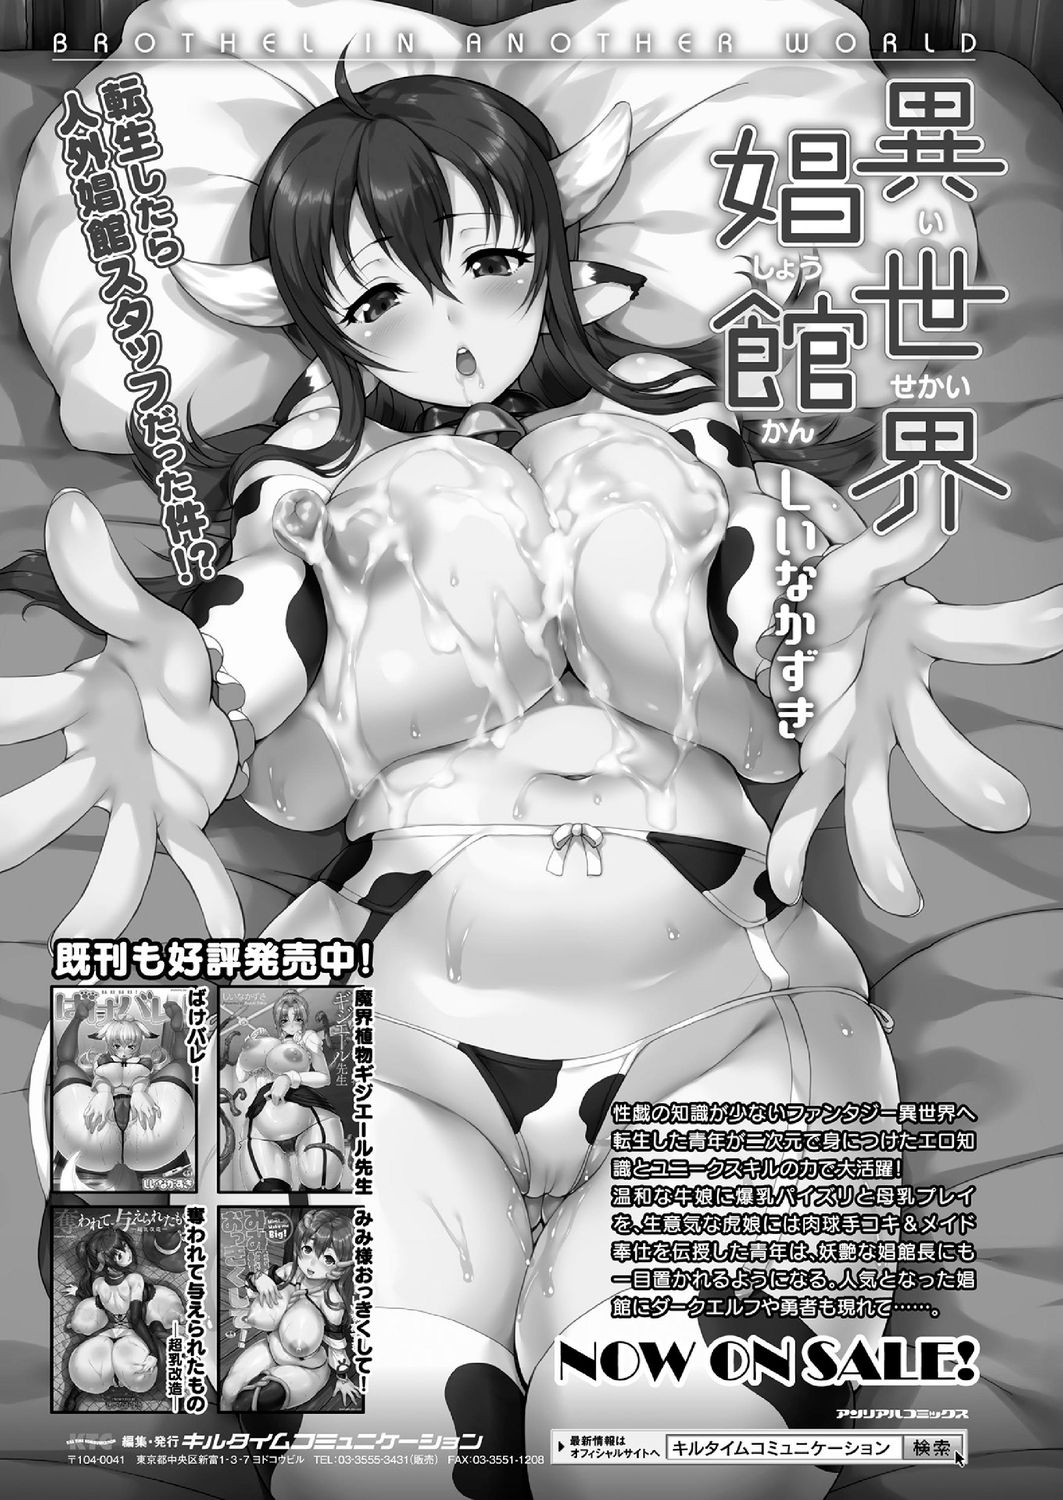 BROTHEL IN ANOTHER WORLD
異世界
いせかい
娼館
しょうかん
しいなかずき
転生したら
人外娼館スタッフだった件!?
既刊も好評発売中!
ばけバレ!
魔界植物ギジエール先生
奪われて与えられたもの
―超乳改造―
みみ様おっきくして!
性戯の知識が少ないファンタジー異世界へ
転生した青年が二次元で身につけたエロ知
識とユニークスキルの力で大活躍!
温和な牛娘に爆乳パイズリと母乳プレイ
を、生意気な虎娘には肉球手コキ&メイド
奉仕を伝授した青年は、妖艶な娼館長にも
一目置かれるようになる。人気となった娼
館にダークエルフや勇者も現れて……。
NOW ON SALE!
アンリアルコミックス
KTC 編集・発行 キルタイムコミュニケーション
〒104-0041 東京都中央区新富1-3-7ヨドコウビル TEL:03-3555-3431(販売) FAX:03-3551-1208
最新情報は
オフィシャルサイトへ
キルタイムコミュニケーション 検索